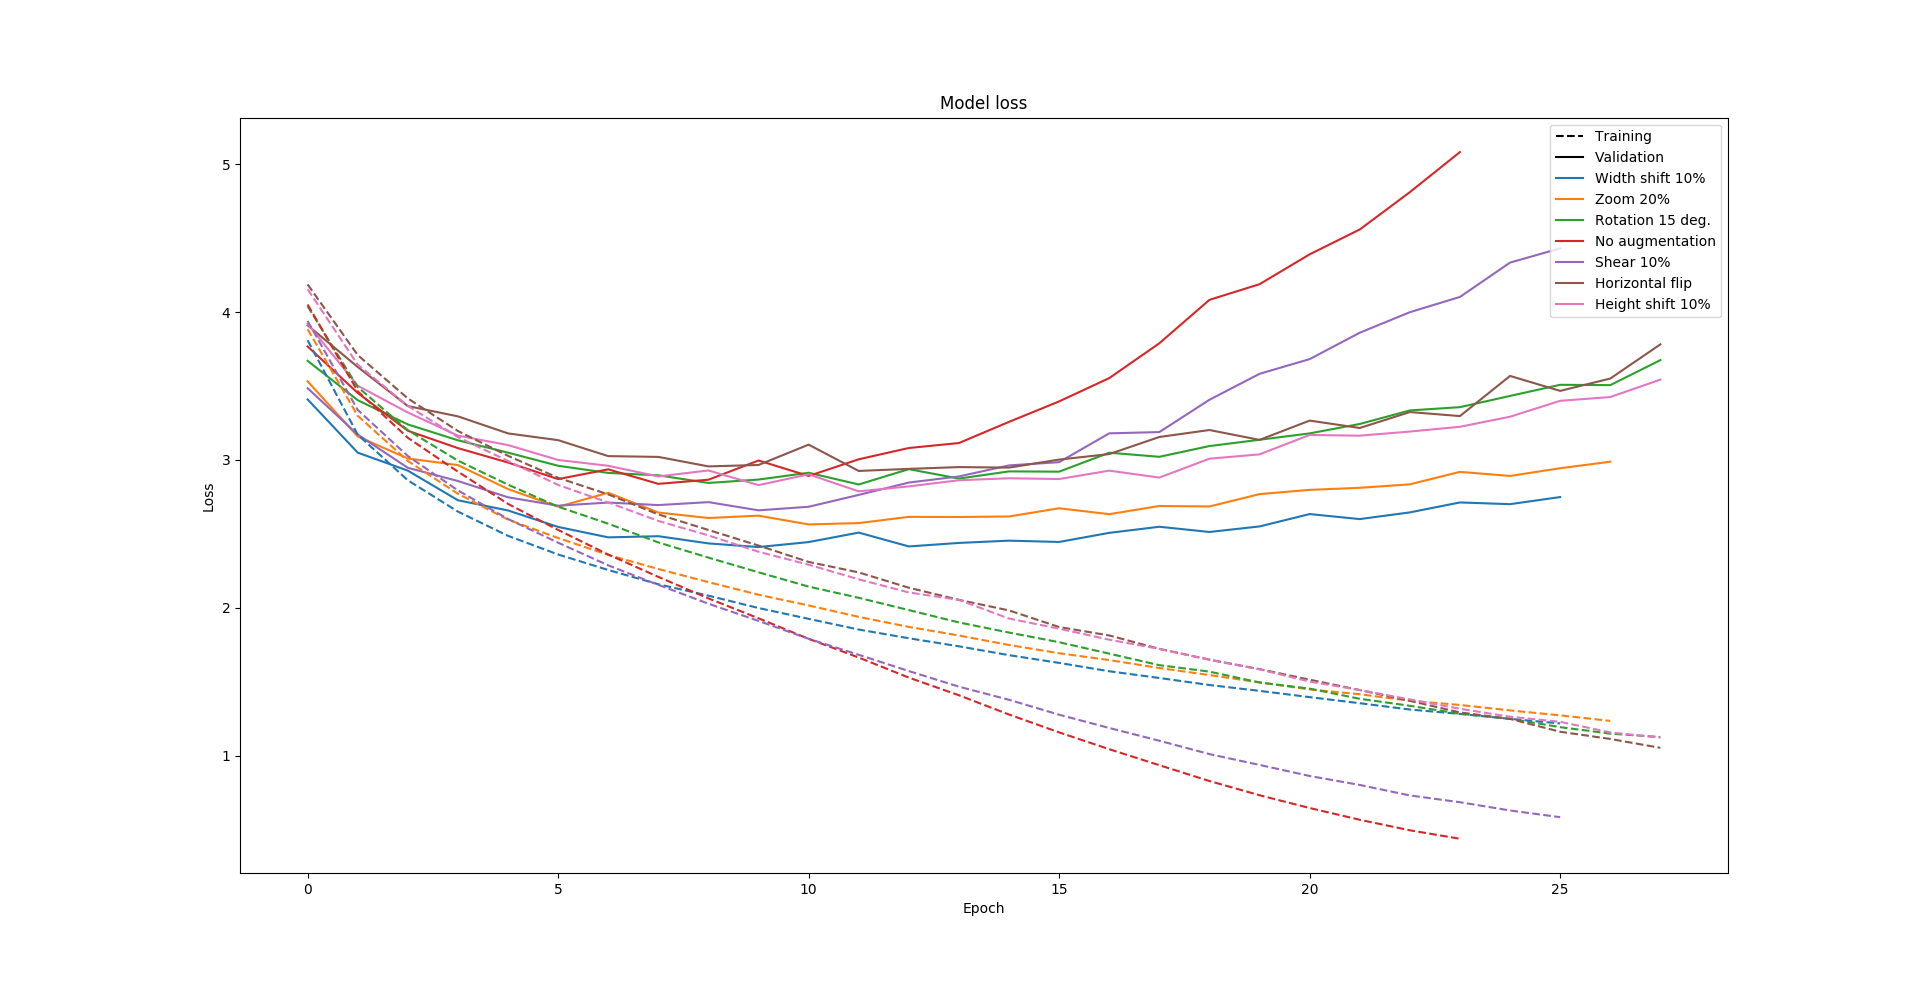 Model loss
Loss
5
4
3
2
1
0 5 10 15 20 25
Epoch
Training
Validation
Width shift 10%
Zoom 20%
Rotation 15 deg.
No augmentation
Shear 10%
Horizontal flip
Height shift 10%